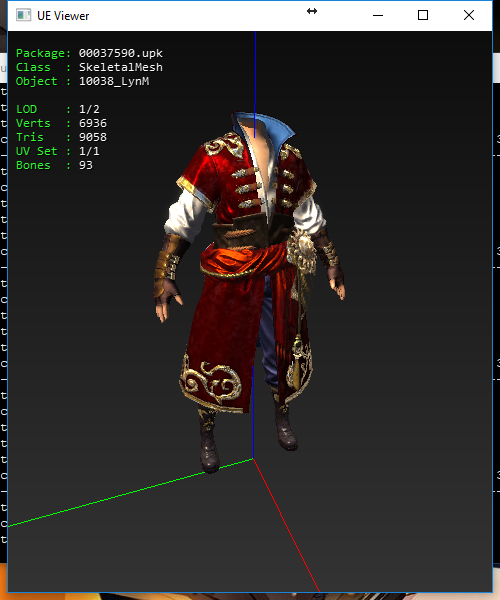 UE Viewer
Package: 00037590.upk
Class : SkeletalMesh
Object : 10038_LynM
LOD : 1/2
Verts : 6936
Tris : 9058
UV Set : 1/1
Bones : 93